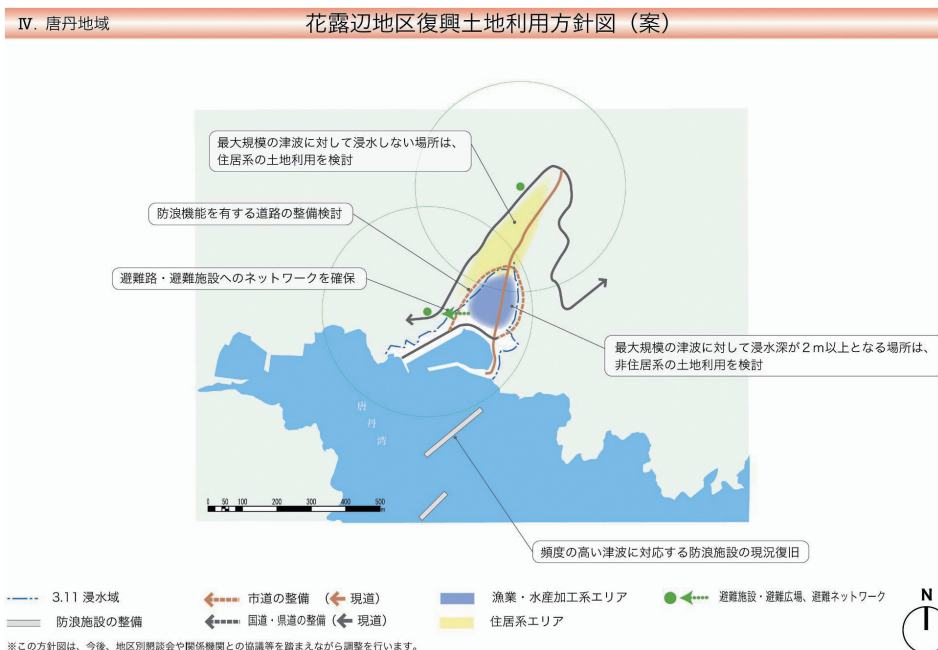 Ⅳ. 唐丹地域
花露辺地区復興土地利用方針図（案）
最大規模の津波に対して浸水しない場所は、
住居系の土地利用を検討
防浪機能を有する道路の整備検討
避難路・避難施設へのネットワークを確保
最大規模の津波に対して浸水深が２ｍ以上となる場所は、
非住居系の土地利用を検討
唐丹湾
0 50 100 200 300 400 500
m
頻度の高い津波に対応する防浪施設の現況復旧
3.11 浸水域
市道の整備 （ 現道）
漁業・水産加工系エリア
避難施設・避難広場、避難ネットワーク
防浪施設の整備
国道・県道の整備（ 現道）
住居系エリア
N
※この方針図は、今後、地区別懇談会や関係機関との協議等を踏まえながら調整を行います。